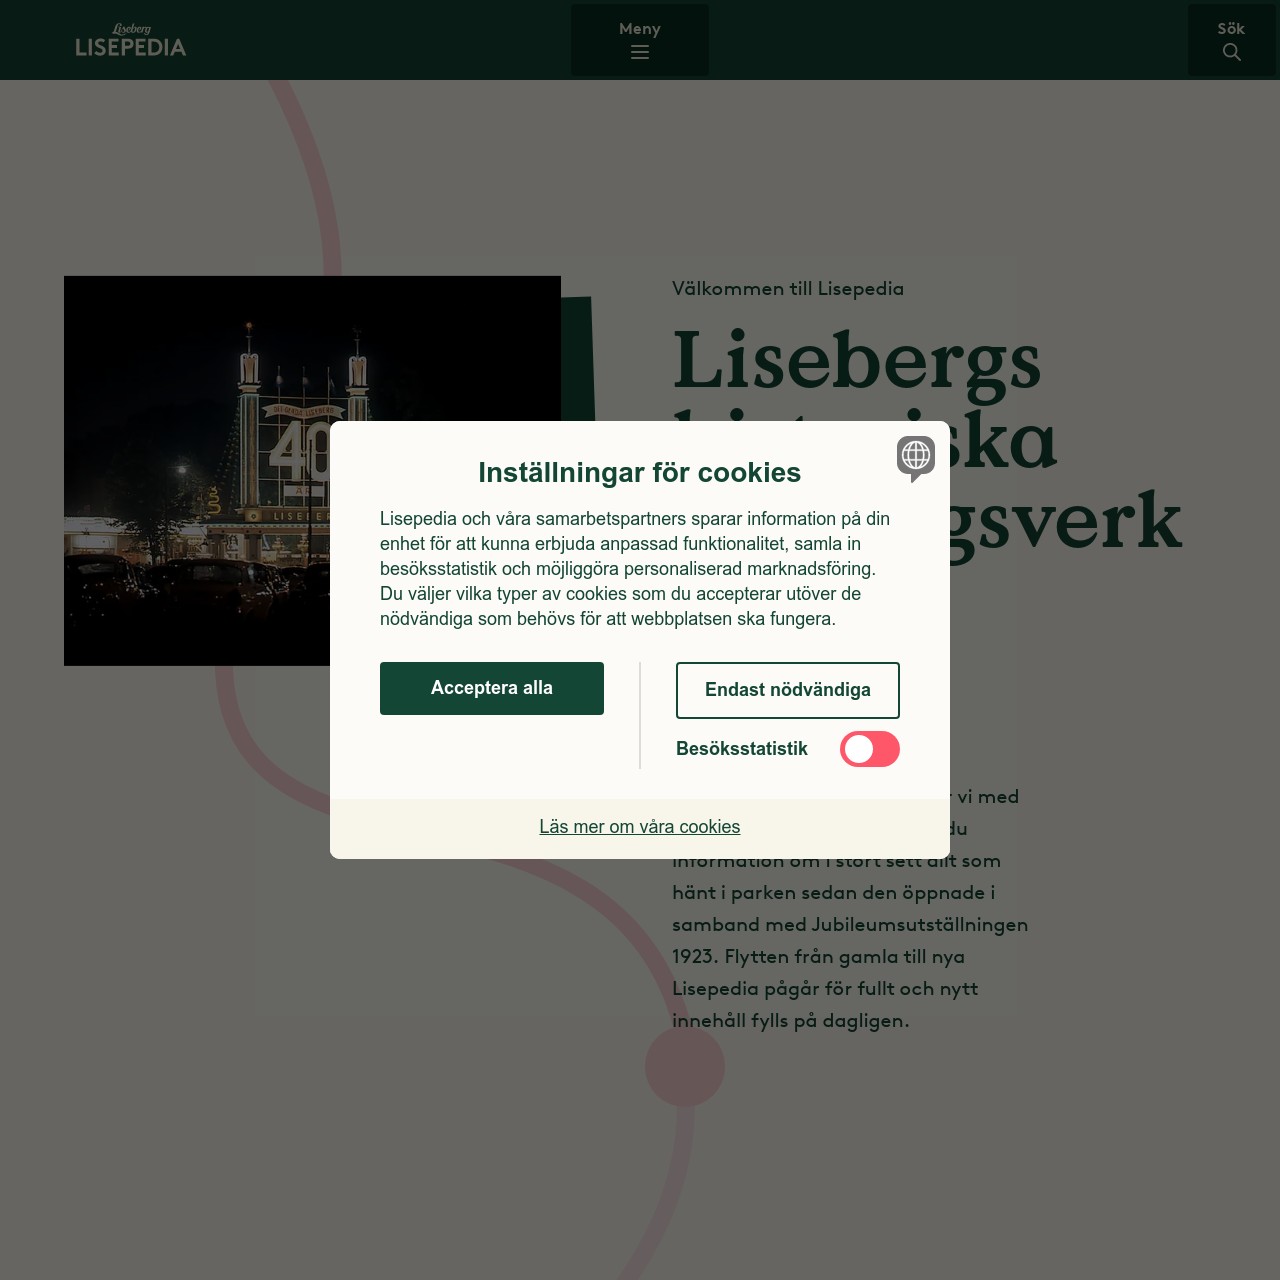 Liseberg
LISEPEDIA
Meny
Sök
Välkommen till Lisepedia
Lisebergs
gsverk
40
Inställningar för cookies
Lisepedia och våra samarbetspartners sparar information på din
enhet för att kunna erbjuda anpassad funktionalitet, samla in
besöksstatistik och möjliggöra personaliserad marknadsföring.
Du väljer vilka typer av cookies som du accepterar utöver de
nödvändiga som behövs för att webbplatsen ska fungera.
Acceptera alla
Endast nödvändiga
Besöksstatistik
Läs mer om våra cookies
vi med
du
information om i stort sett allt som
hänt i parken sedan den öppnade i
samband med Jubileumsutställningen
1923. Flytten från gamla till nya
Lisepedia pågår för fullt och nytt
innehåll fylls på dagligen.